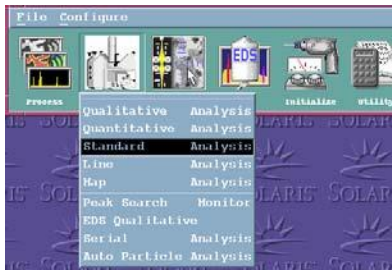 File Configure
EDS
Process Initialize Utility
Qualitative Analysis
Quantitative Analysis
Standard Analysis
Line Analysis
Map Analysis
Peak Search Monitor
EDS Qualitative
Serial Analysis
Auto Particle Analysis
SOLARIS
SOLARIS